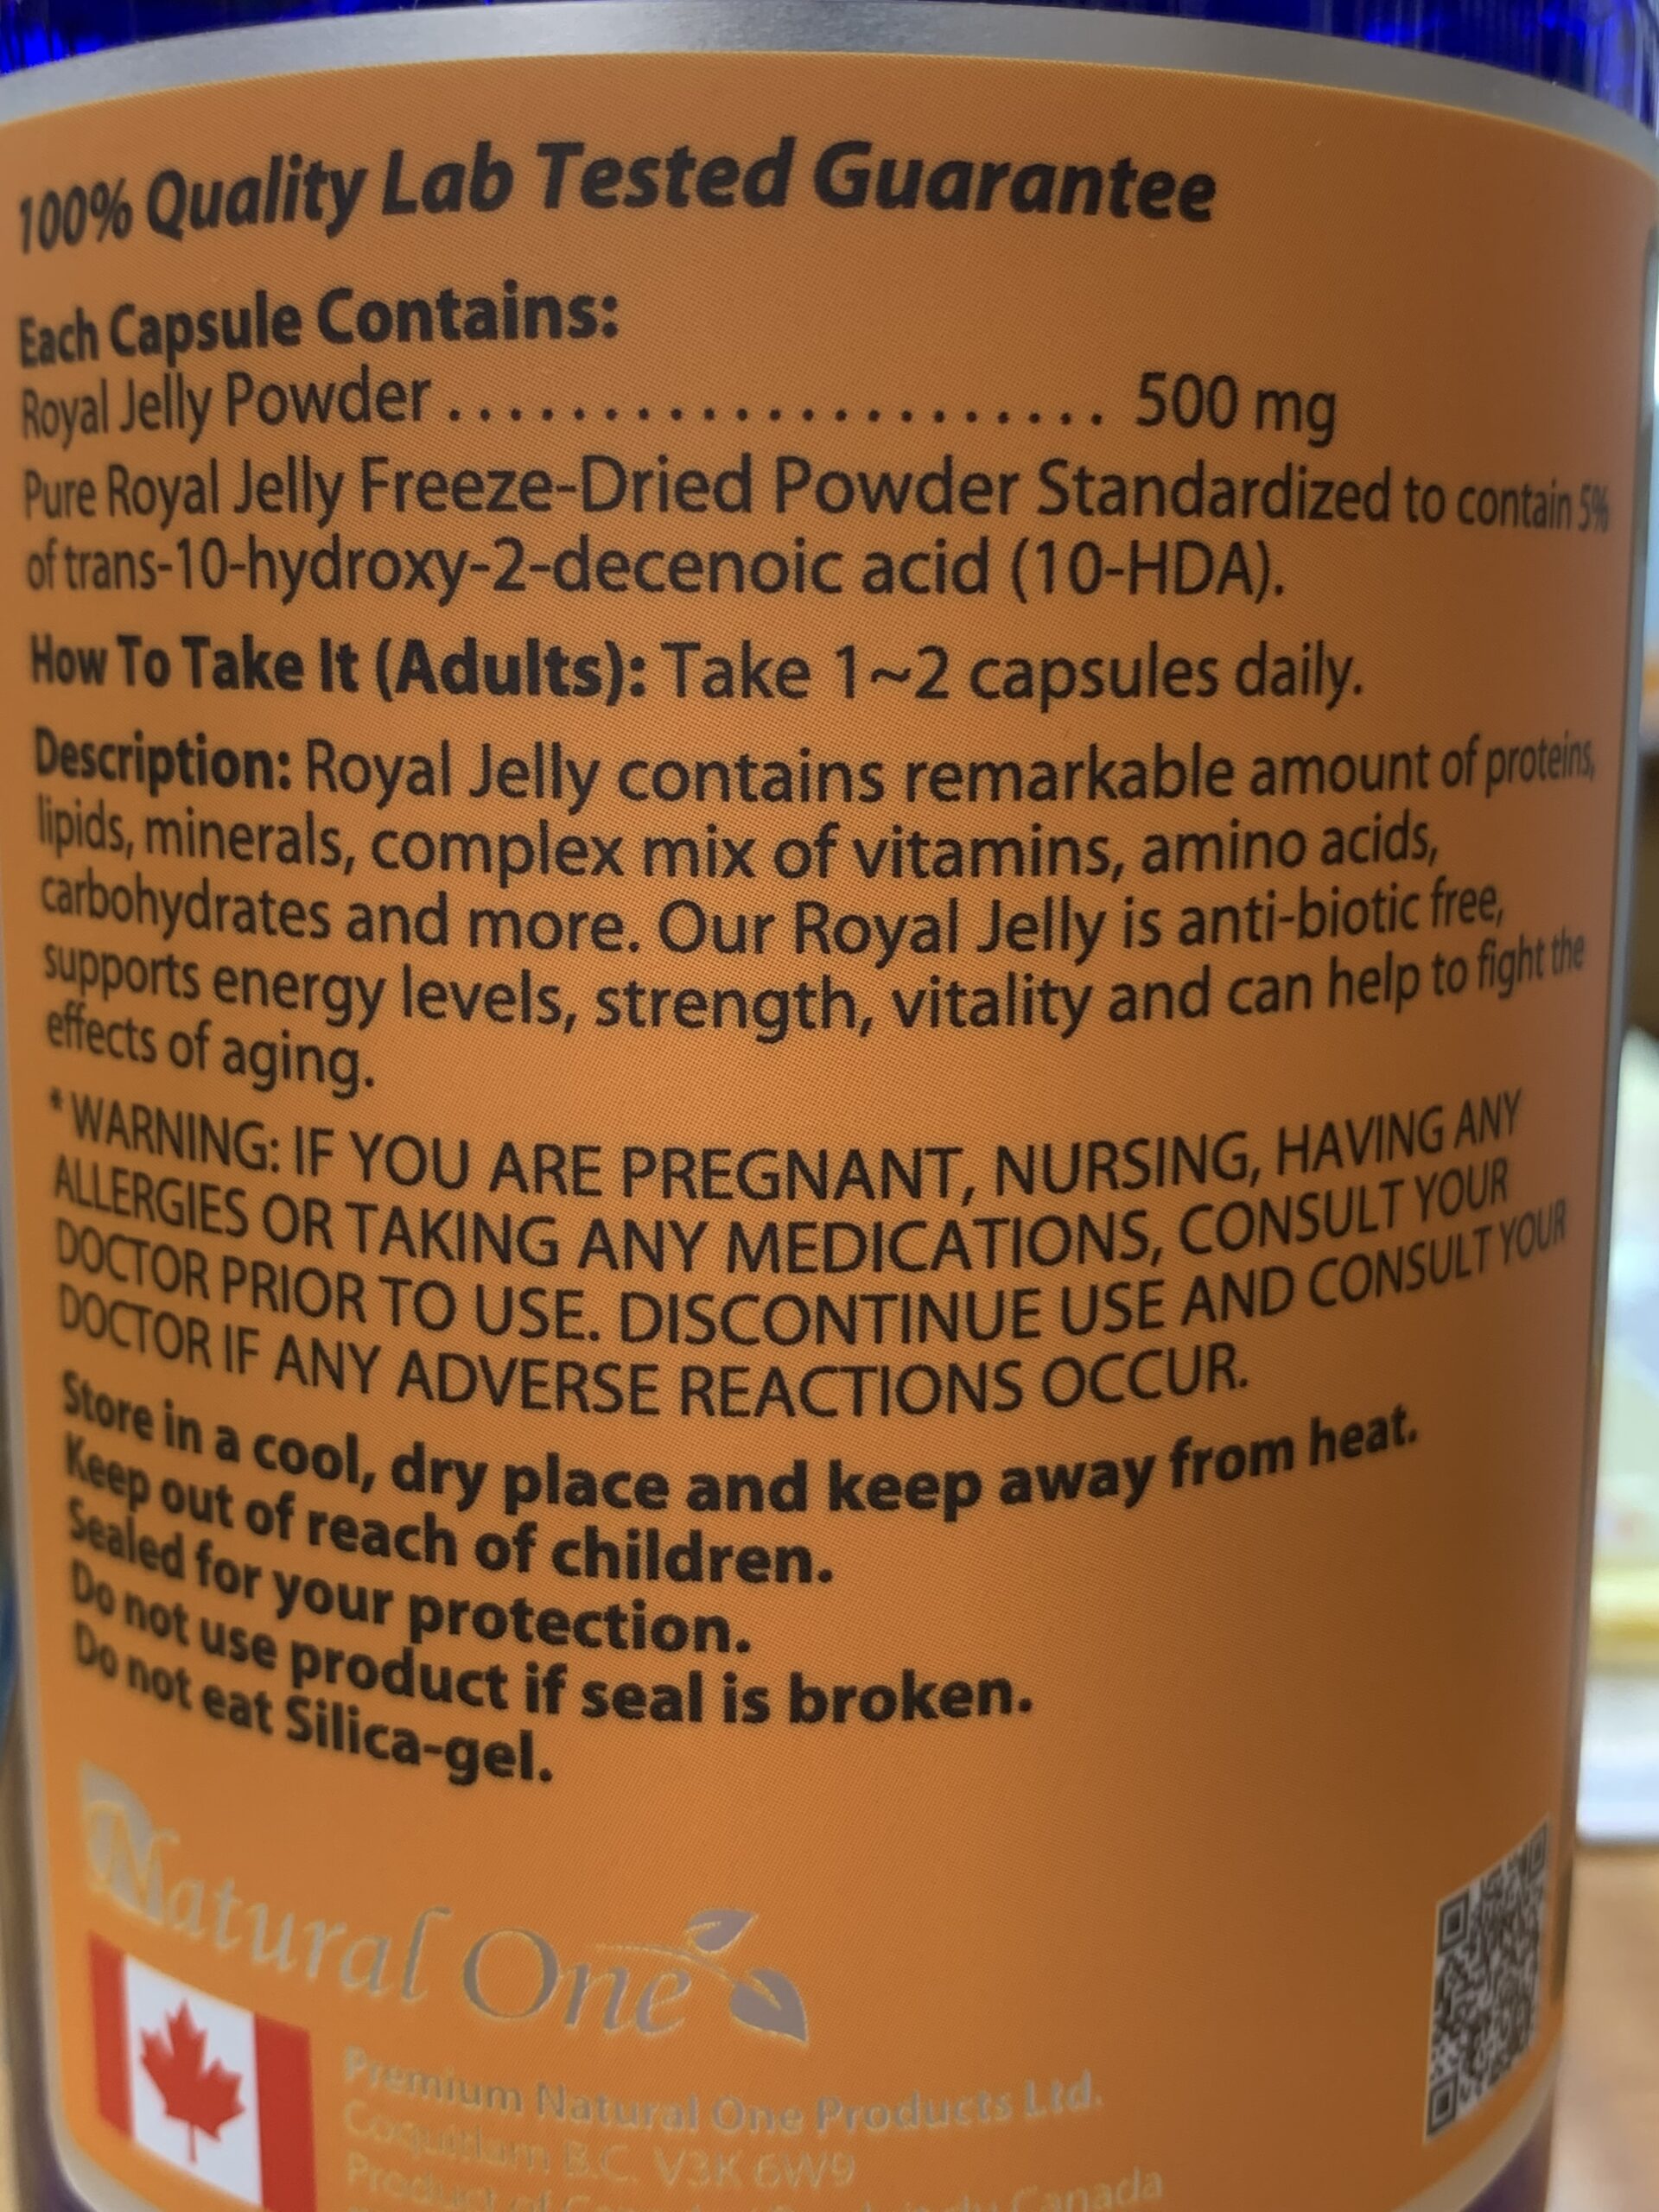 100% Quality Lab Tested Guarantee
Each Capsule Contains:
Royal Jelly Powder ...................... 500 mg
Pure Royal Jelly Freeze-Dried Powder Standardized to contain 5%
of trans-10-hydroxy-2-decenoic acid (10-HDA).
How To Take It (Adults): Take 1~2 capsules daily.
Description: Royal Jelly contains remarkable amount of proteins,
lipids, minerals, complex mix of vitamins, amino acids,
carbohydrates and more. Our Royal Jelly is anti-biotic free,
supports energy levels, strength, vitality and can help to fight the
effects of aging.
*WARNING: IF YOU ARE PREGNANT, NURSING, HAVING ANY
ALLERGIES OR TAKING ANY MEDICATIONS, CONSULT YOUR
DOCTOR PRIOR TO USE. DISCONTINUE USE AND CONSULT YOUR
DOCTOR IF ANY ADVERSE REACTIONS OCCUR.
Store in a cool, dry place and keep away from heat.
Keep out of reach of children.
Sealed for your protection.
Do not use product if seal is broken.
Do not eat Silica-gel.
Natural One
Premium Natural One Products Ltd.
Coquitlam B.C. V3K 6W9
Product of Canada